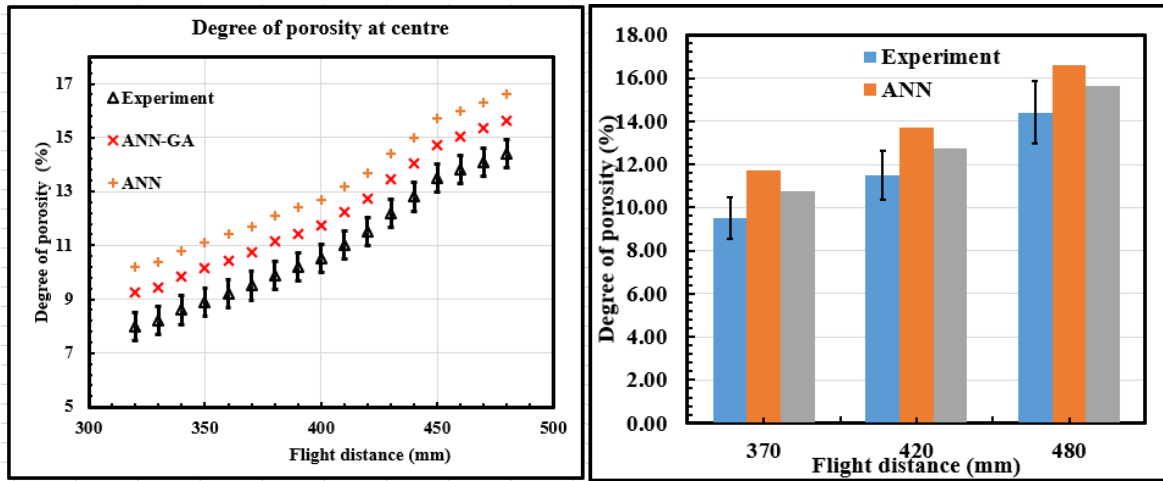 Degree of porosity at centre
17
15
13
11
9
7
5
Degree of porosity (%)
Experiment
ANN-GA
ANN
300
350
400
450
500
Flight distance (mm)
18.00
16.00
14.00
12.00
10.00
8.00
6.00
4.00
2.00
0.00
Degree of porosity (%)
Experiment
ANN
370
420
480
Flight distance (mm)